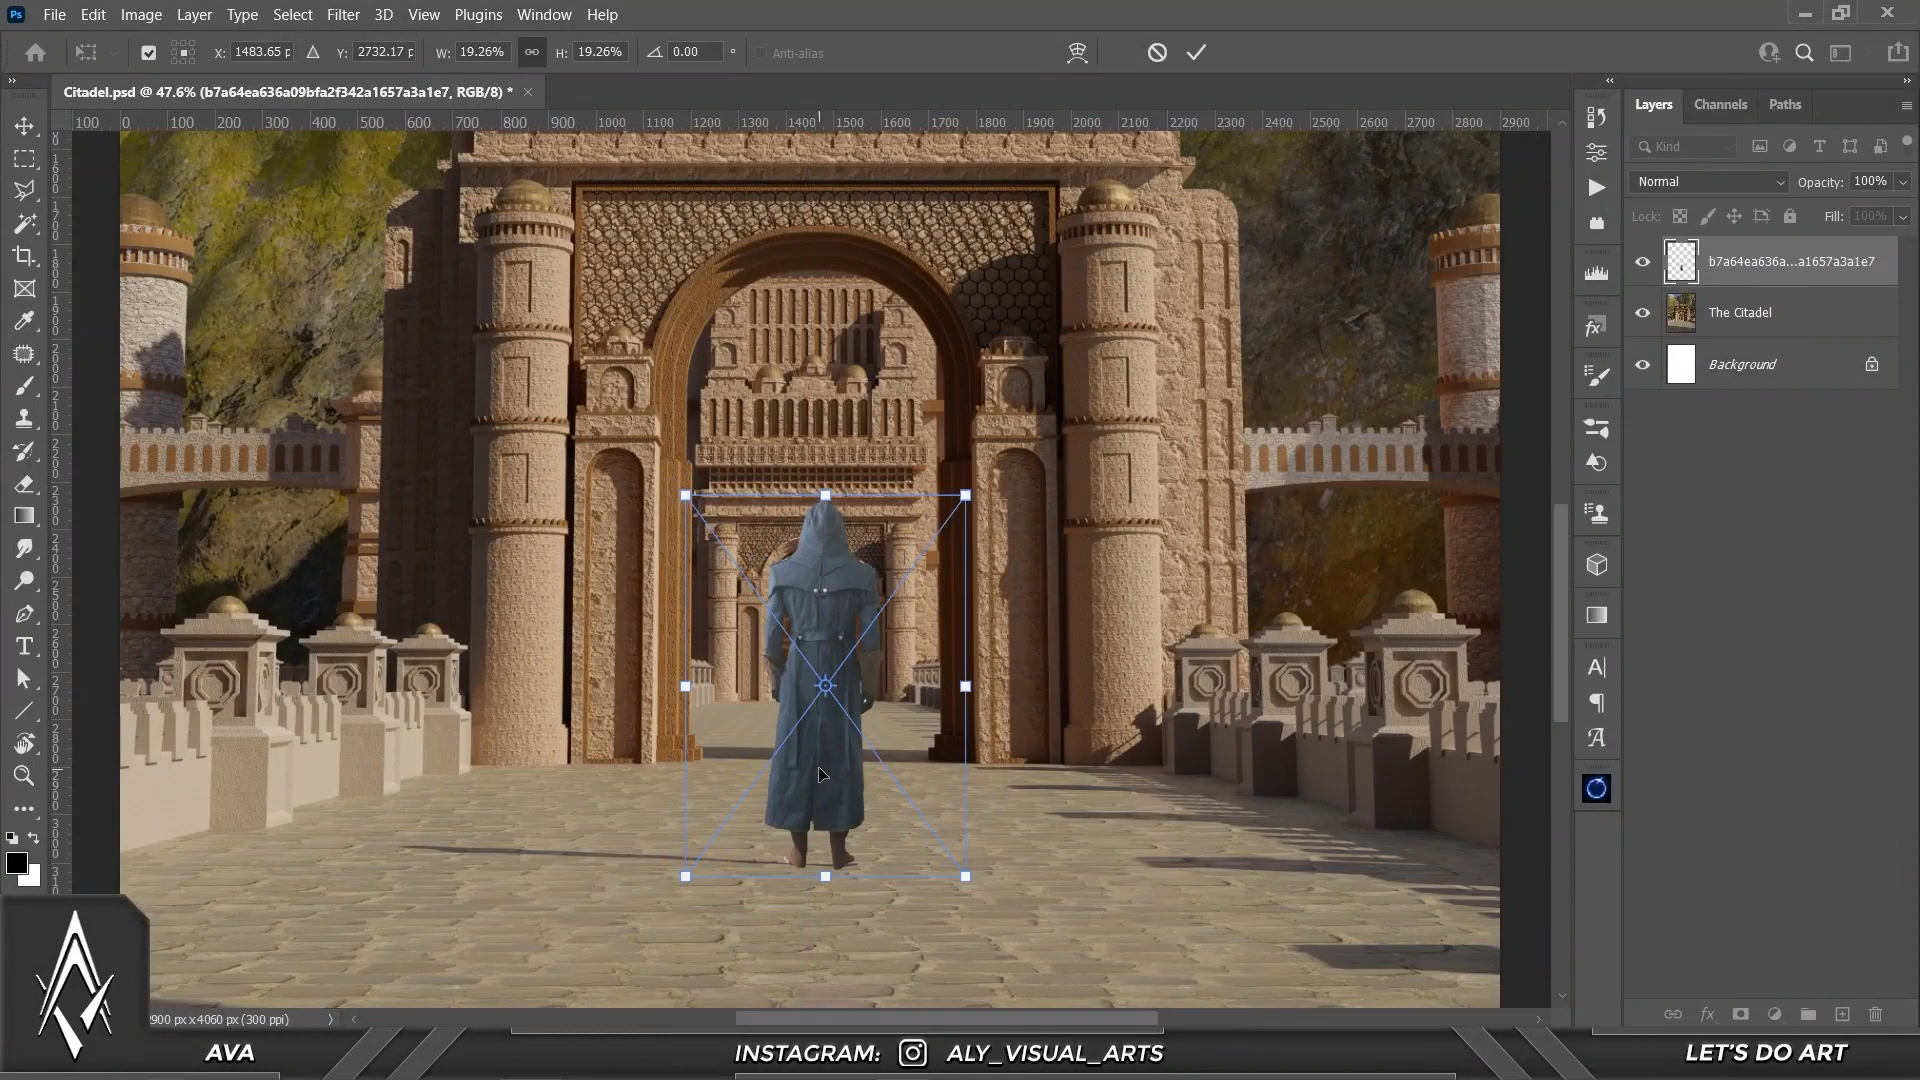 Ps File Edit Image Layer Type Select Filter 3D View Plugins Window Help
X: 1483.65 p Y: 2732.17 p W: 19.26% H: 19.26% 0.00 ° Anti-alias
Citadel.psd @ 47.6% (b7a64ea636a09bfa2f342a1657a3a1e7, RGB/8) *
100 0 100 200 300 400 500 600 700 800 900 1000 1100 1200 1300 1400 1500 1600 1700 1800 1900 2000 2100 2200 2300 2400 2500 2600 2700 2800 2900
Layers Channels Paths
Kind
Normal Opacity: 100%
Lock: Fill: 100%
b7a64ea636a...a1657a3a1e7
The Citadel
Background
2900 px x 4060 px (300 ppi)
AVA INSTAGRAM: ALY_VISUAL_ARTS LET'S DO ART